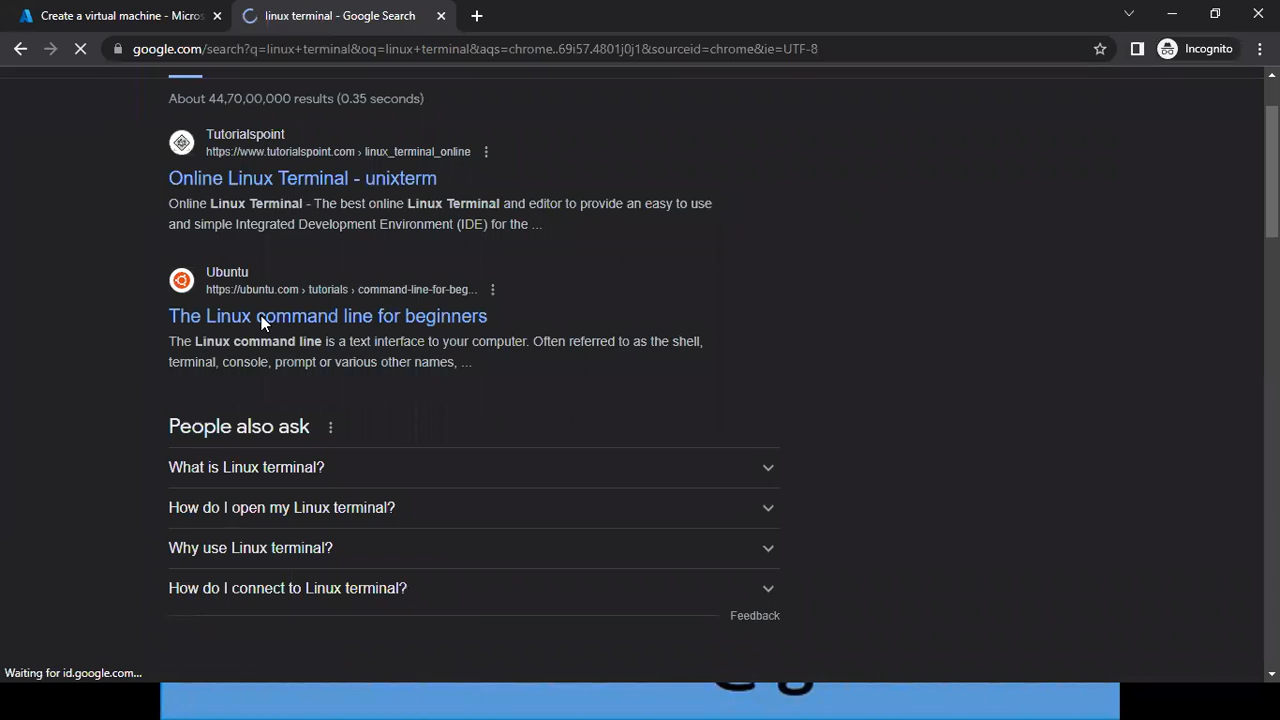 Create a virtual machine - Micros
linux terminal - Google Search
google.com/search?q=linux+terminal&oq=linux+terminal&aqs=chrome..69i57.4801j0j1&sourceid=chrome&ie=UTF-8
Incognito
About 44,70,00,000 results (0.35 seconds)
Tutorialspoint
https://www.tutorialspoint.com › linux_terminal_online
Online Linux Terminal - unixterm
Online Linux Terminal - The best online Linux Terminal and editor to provide an easy to use
and simple Integrated Development Environment (IDE) for the ...
Ubuntu
https://ubuntu.com › tutorials › command-line-for-beg...
The Linux command line for beginners
The Linux command line is a text interface to your computer. Often referred to as the shell,
terminal, console, prompt or various other names, ...
People also ask
What is Linux terminal?
How do I open my Linux terminal?
Why use Linux terminal?
How do I connect to Linux terminal?
Feedback
Waiting for id.google.com...